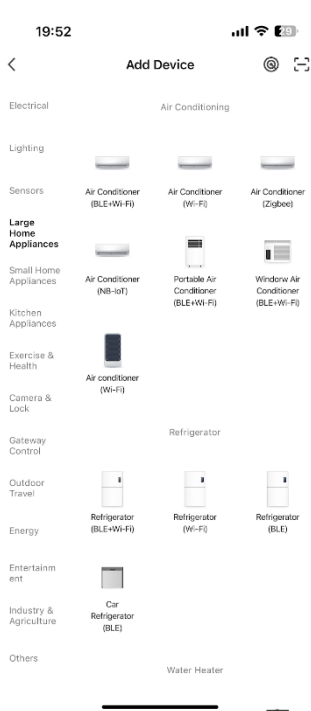 19:52
29
Add Device
Electrical
Lighting
Sensors
Large
Home
Appliances
Small Home
Appliances
Kitchen
Appliances
Exercise &
Health
Camera &
Lock
Gateway
Control
Outdoor
Travel
Energy
Entertainm
ent
Industry &
Agriculture
Others
Air Conditioning
Air Conditioner
(BLE+Wi-Fi)
Air Conditioner
(Wi-Fi)
Air Conditioner
(Zigbee)
Air Conditioner
(NB-IoT)
Portable Air
Conditioner
(BLE+Wi-Fi)
Windorw Air
Conditioner
(BLE+Wi-Fi)
Air conditioner
(Wi-Fi)
Refrigerator
Refrigerator
(BLE+Wi-Fi)
Refrigerator
(Wi-Fi)
Refrigerator
(BLE)
Car
Refrigerator
(BLE)
Water Heater